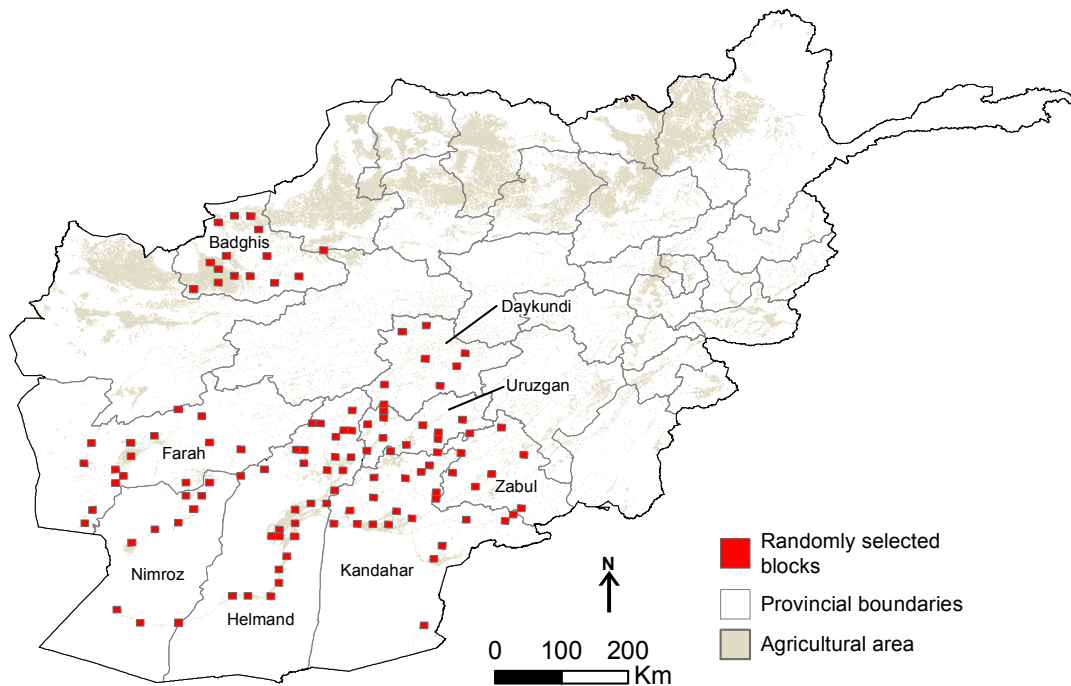 Badghis
Daykundi
Uruzgan
Farah
Zabul
Nimroz
Kandahar
Helmand
N
0 100 200
Km
Randomly selected
blocks
Provincial boundaries
Agricultural area